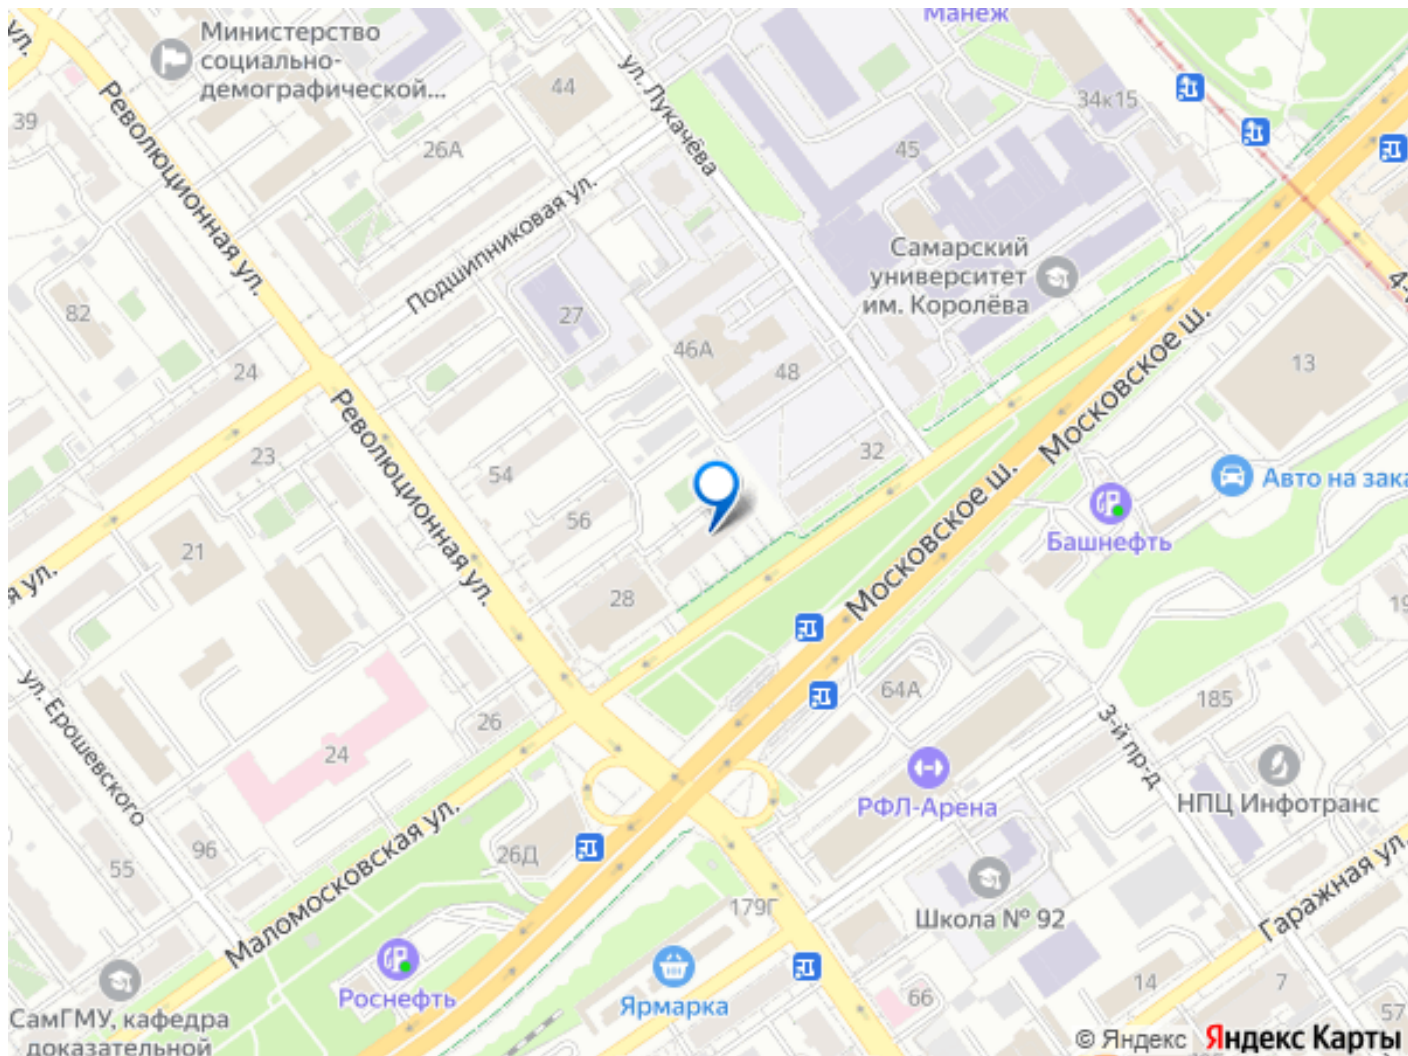 Манеж
ул.
Министерство
социально-
демографической...
44
ул. Лукачёва
34к15
39
26А
45
Революционная ул.
Подшипниковая ул.
Самарский
университет
им. Королёва
4-я
82
27
46А
48
13
24
Московское ш.
Революционная ул.
23
32
54
Московское ш.
Авто на зака
56
Башнефть
21
я ул.
28
19
ул. Ерошевского
64А
185
26
3-й пр-д
24
РФЛ-Арена
НПЦ Инфотранс
Маломосковская ул.
96
55
26Д
Школа № 92
Гаражная ул.
179Г
Роснефть
Ярмарка
66
14
7
57
СамГМУ, кафедра
доказательной
© Яндекс Яндекс Карты